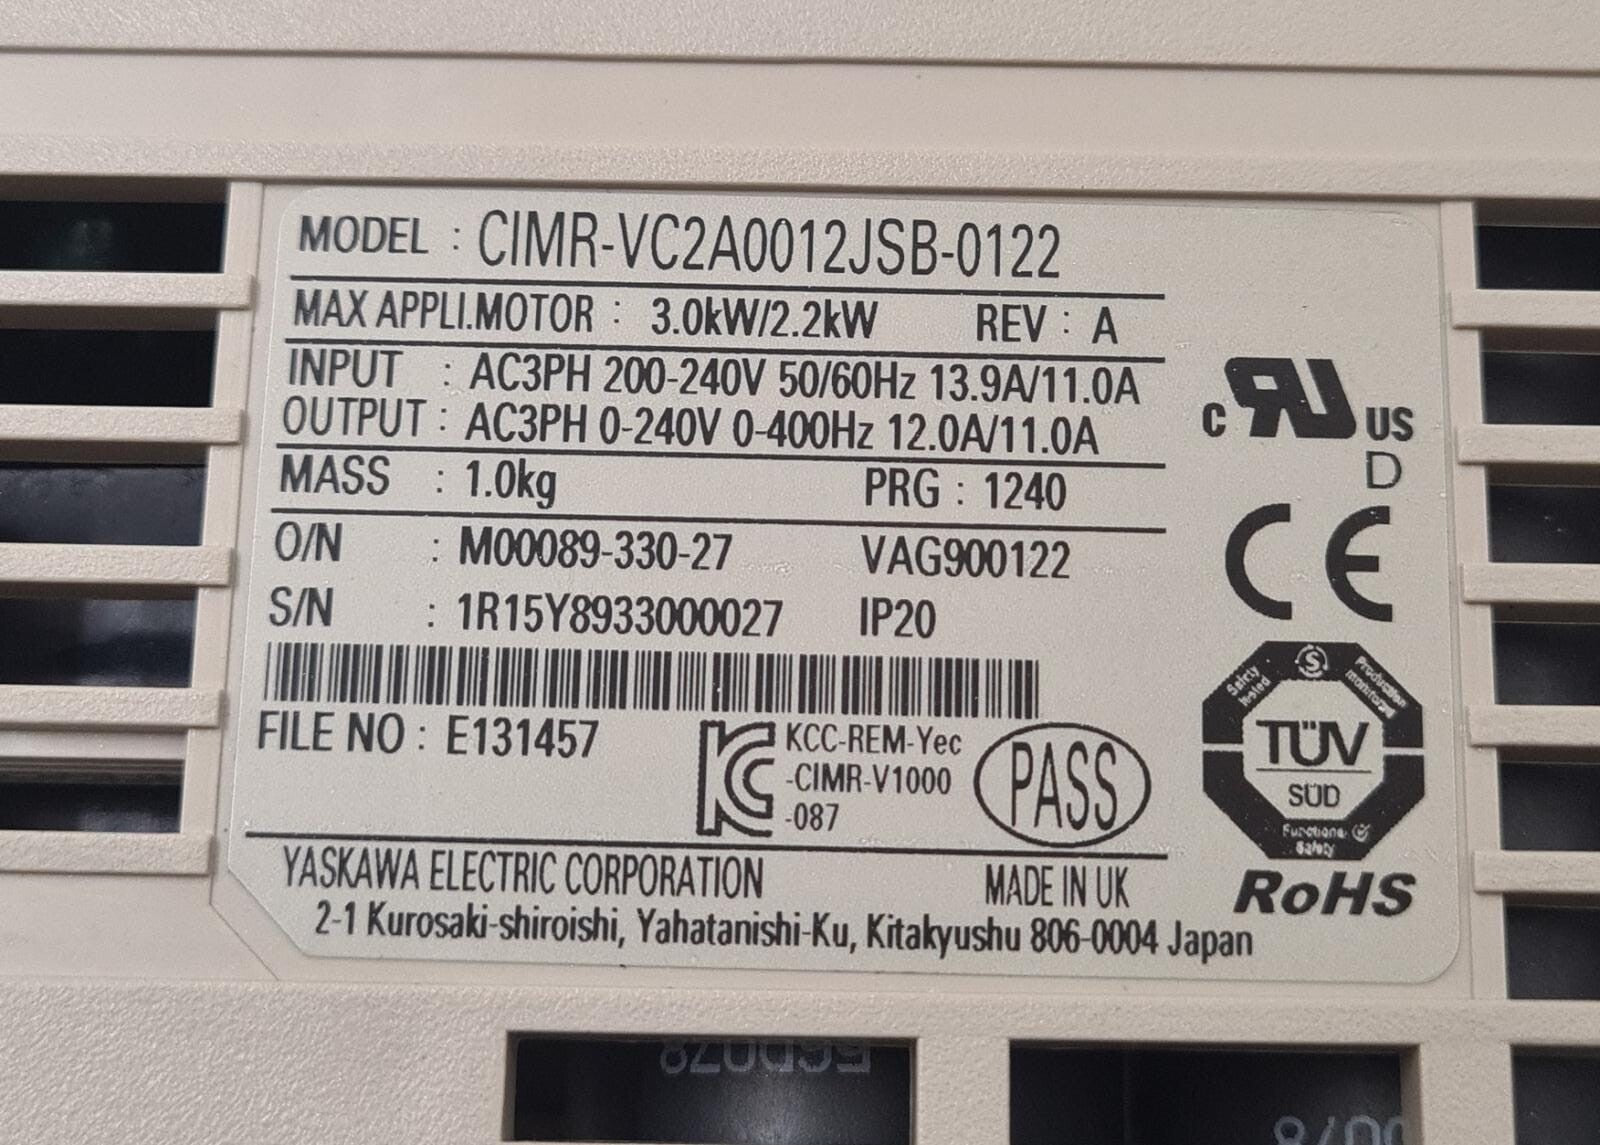 MODEL : CIMR-VC2A0012JSB-0122
MAX APPLI.MOTOR : 3.0kW/2.2kW REV : A
INPUT : AC3PH 200-240V 50/60Hz 13.9A/11.0A
OUTPUT : AC3PH 0-240V 0-400Hz 12.0A/11.0A
MASS : 1.0kg PRG : 1240
O/N : M00089-330-27 VAG900122
S/N : 1R15Y8933000027 IP20
FILE NO : E131457
KCC-REM-Yec
-CIMR-V1000
-087
PASS
YASKAWA ELECTRIC CORPORATION MADE IN UK
2-1 Kurosaki-shiroishi, Yahatanishi-Ku, Kitakyushu 806-0004 Japan
C RU US
D
CE
Safety tested
S
Production monitored
TÜV
SÜD
Functional
Safety
RoHS